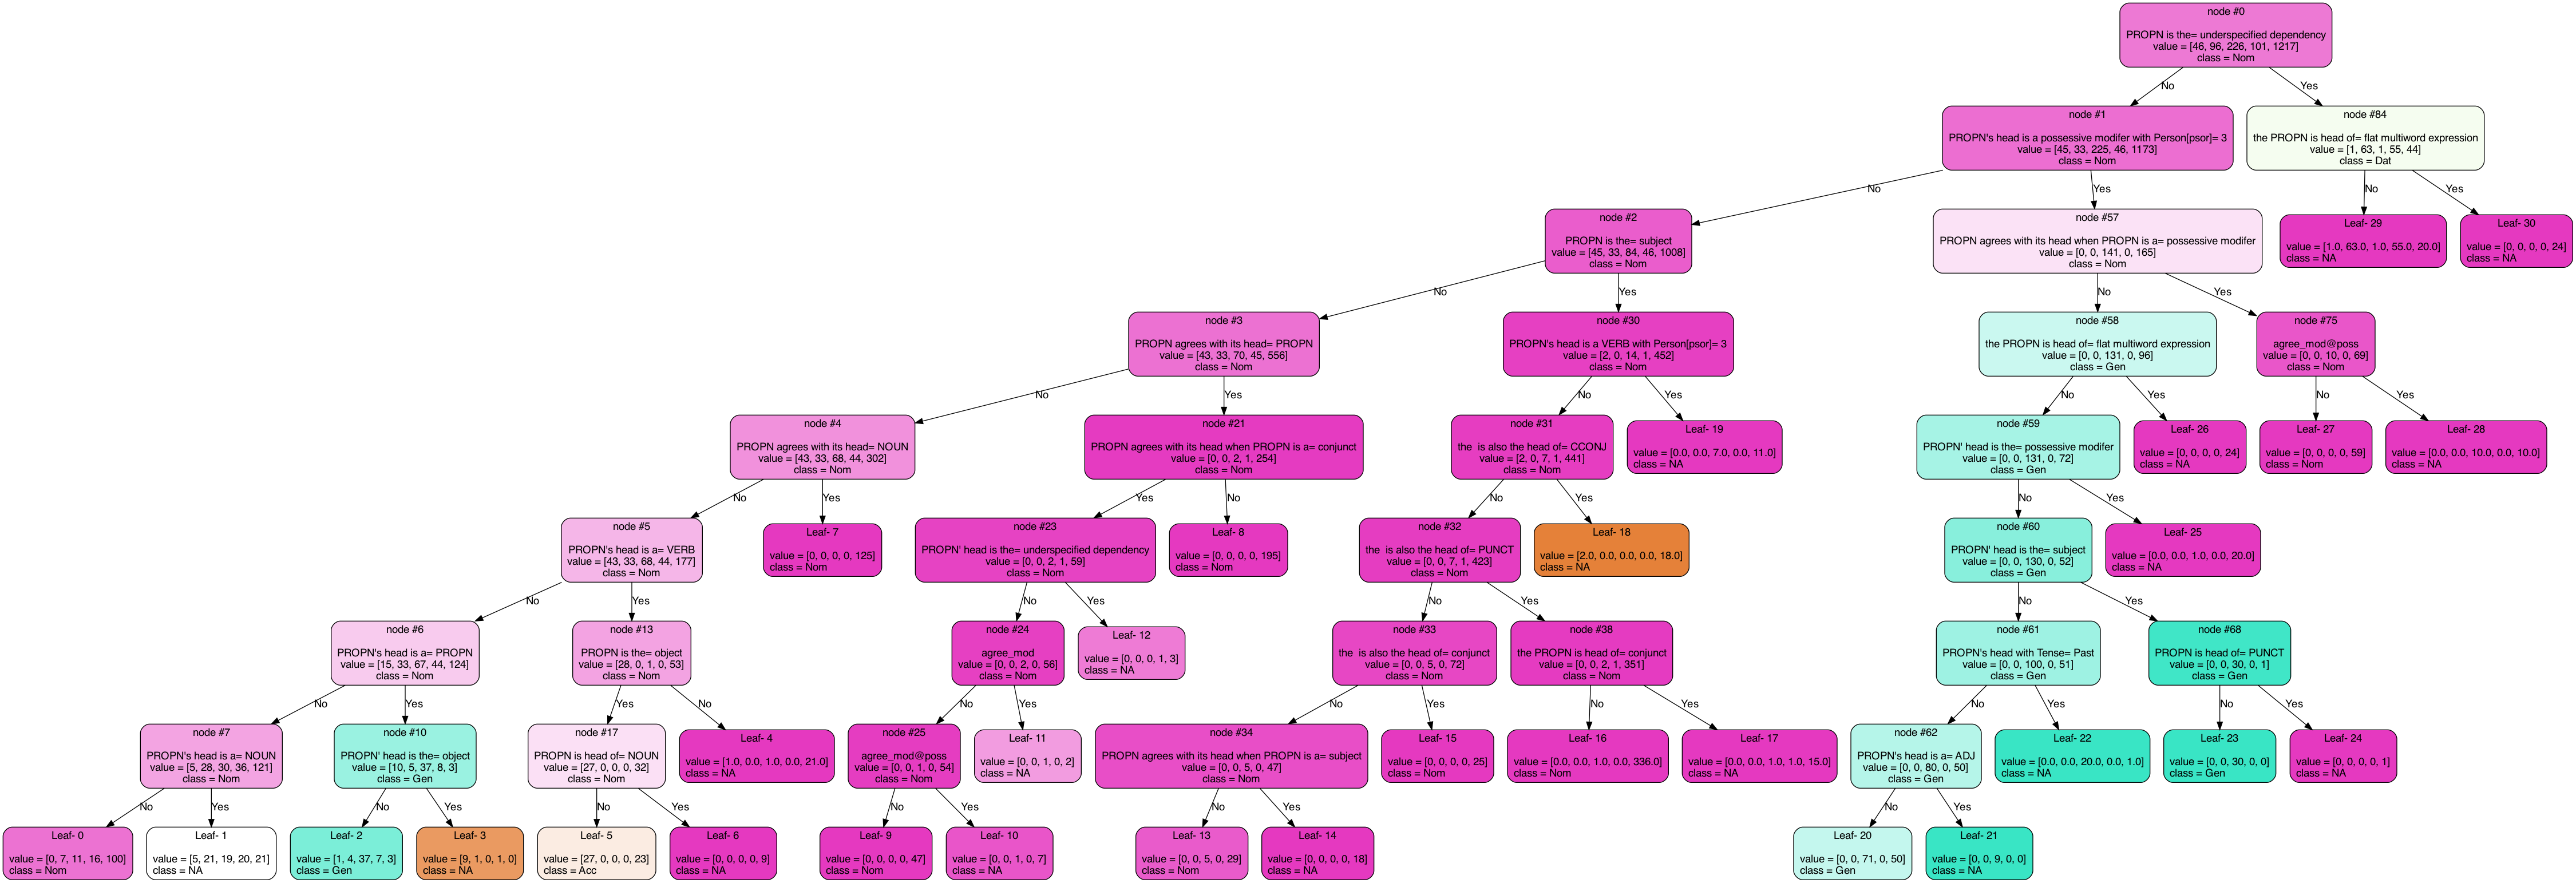 node #0
PROPN is the= underspecified dependency
value = [46, 96, 226, 101, 1217]
class = Nom
No
Yes
node #1
PROPN's head is a possessive modifer with Person[psor]= 3
value = [45, 33, 225, 46, 1173]
class = Nom
node #84
the PROPN is head of= flat multiword expression
value = [1, 63, 1, 55, 44]
class = Dat
No
Yes
No
Yes
node #2
PROPN is the= subject
value = [45, 33, 84, 46, 1008]
class = Nom
node #57
PROPN agrees with its head when PROPN is a= possessive modifer
value = [0, 0, 141, 0, 165]
class = Nom
Leaf- 29
value = [1.0, 63.0, 1.0, 55.0, 20.0]
class = NA
Leaf- 30
value = [0, 0, 0, 0, 24]
class = NA
No
Yes
No
Yes
node #3
PROPN agrees with its head= PROPN
value = [43, 33, 70, 45, 556]
class = Nom
node #30
PROPN's head is a VERB with Person[psor]= 3
value = [2, 0, 14, 1, 452]
class = Nom
node #58
the PROPN is head of= flat multiword expression
value = [0, 0, 131, 0, 96]
class = Gen
node #75
agree_mod@poss
value = [0, 0, 10, 0, 69]
class = Nom
No
Yes
No
Yes
No
Yes
No
Yes
node #4
PROPN agrees with its head= NOUN
value = [43, 33, 68, 44, 302]
class = Nom
node #21
PROPN agrees with its head when PROPN is a= conjunct
value = [0, 0, 2, 1, 254]
class = Nom
node #31
the  is also the head of= CCONJ
value = [2, 0, 7, 1, 441]
class = Nom
Leaf- 19
value = [0.0, 0.0, 7.0, 0.0, 11.0]
class = NA
node #59
PROPN' head is the= possessive modifer
value = [0, 0, 131, 0, 72]
class = Gen
Leaf- 26
value = [0, 0, 0, 0, 24]
class = NA
Leaf- 27
value = [0, 0, 0, 0, 59]
class = Nom
Leaf- 28
value = [0.0, 0.0, 10.0, 0.0, 10.0]
class = NA
No
Yes
Yes
No
No
Yes
No
Yes
node #5
PROPN's head is a= VERB
value = [43, 33, 68, 44, 177]
class = Nom
Leaf- 7
value = [0, 0, 0, 0, 125]
class = Nom
node #23
PROPN' head is the= underspecified dependency
value = [0, 0, 2, 1, 59]
class = Nom
Leaf- 8
value = [0, 0, 0, 0, 195]
class = Nom
node #32
the  is also the head of= PUNCT
value = [0, 0, 7, 1, 423]
class = Nom
Leaf- 18
value = [2.0, 0.0, 0.0, 0.0, 18.0]
class = NA
node #60
PROPN' head is the= subject
value = [0, 0, 130, 0, 52]
class = Gen
Leaf- 25
value = [0.0, 0.0, 1.0, 0.0, 20.0]
class = NA
No
Yes
No
Yes
No
Yes
No
Yes
node #6
PROPN's head is a= PROPN
value = [15, 33, 67, 44, 124]
class = Nom
node #13
PROPN is the= object
value = [28, 0, 1, 0, 53]
class = Nom
node #24
agree_mod
value = [0, 0, 2, 0, 56]
class = Nom
Leaf- 12
value = [0, 0, 0, 1, 3]
class = NA
node #33
the  is also the head of= conjunct
value = [0, 0, 5, 0, 72]
class = Nom
node #38
the PROPN is head of= conjunct
value = [0, 0, 2, 1, 351]
class = Nom
node #61
PROPN's head with Tense= Past
value = [0, 0, 100, 0, 51]
class = Gen
node #68
PROPN is head of= PUNCT
value = [0, 0, 30, 0, 1]
class = Gen
No
Yes
Yes
No
No
Yes
No
Yes
No
Yes
No
Yes
No
Yes
node #7
PROPN's head is a= NOUN
value = [5, 28, 30, 36, 121]
class = Nom
node #10
PROPN' head is the= object
value = [10, 5, 37, 8, 3]
class = Gen
node #17
PROPN is head of= NOUN
value = [27, 0, 0, 0, 32]
class = Nom
Leaf- 4
value = [1.0, 0.0, 1.0, 0.0, 21.0]
class = NA
node #25
agree_mod@poss
value = [0, 0, 1, 0, 54]
class = Nom
Leaf- 11
value = [0, 0, 1, 0, 2]
class = NA
node #34
PROPN agrees with its head when PROPN is a= subject
value = [0, 0, 5, 0, 47]
class = Nom
Leaf- 15
value = [0, 0, 0, 0, 25]
class = Nom
Leaf- 16
value = [0.0, 0.0, 1.0, 0.0, 336.0]
class = Nom
Leaf- 17
value = [0.0, 0.0, 1.0, 1.0, 15.0]
class = NA
node #62
PROPN's head is a= ADJ
value = [0, 0, 80, 0, 50]
class = Gen
Leaf- 22
value = [0.0, 0.0, 20.0, 0.0, 1.0]
class = NA
Leaf- 23
value = [0, 0, 30, 0, 0]
class = Gen
Leaf- 24
value = [0, 0, 0, 0, 1]
class = NA
No
Yes
No
Yes
No
Yes
No
Yes
No
Yes
No
Yes
Leaf- 0
value = [0, 7, 11, 16, 100]
class = Nom
Leaf- 1
value = [5, 21, 19, 20, 21]
class = NA
Leaf- 2
value = [1, 4, 37, 7, 3]
class = Gen
Leaf- 3
value = [9, 1, 0, 1, 0]
class = NA
Leaf- 5
value = [27, 0, 0, 0, 23]
class = Acc
Leaf- 6
value = [0, 0, 0, 0, 9]
class = NA
Leaf- 9
value = [0, 0, 0, 0, 47]
class = Nom
Leaf- 10
value = [0, 0, 1, 0, 7]
class = NA
Leaf- 13
value = [0, 0, 5, 0, 29]
class = Nom
Leaf- 14
value = [0, 0, 0, 0, 18]
class = NA
Leaf- 20
value = [0, 0, 71, 0, 50]
class = Gen
Leaf- 21
value = [0, 0, 9, 0, 0]
class = NA